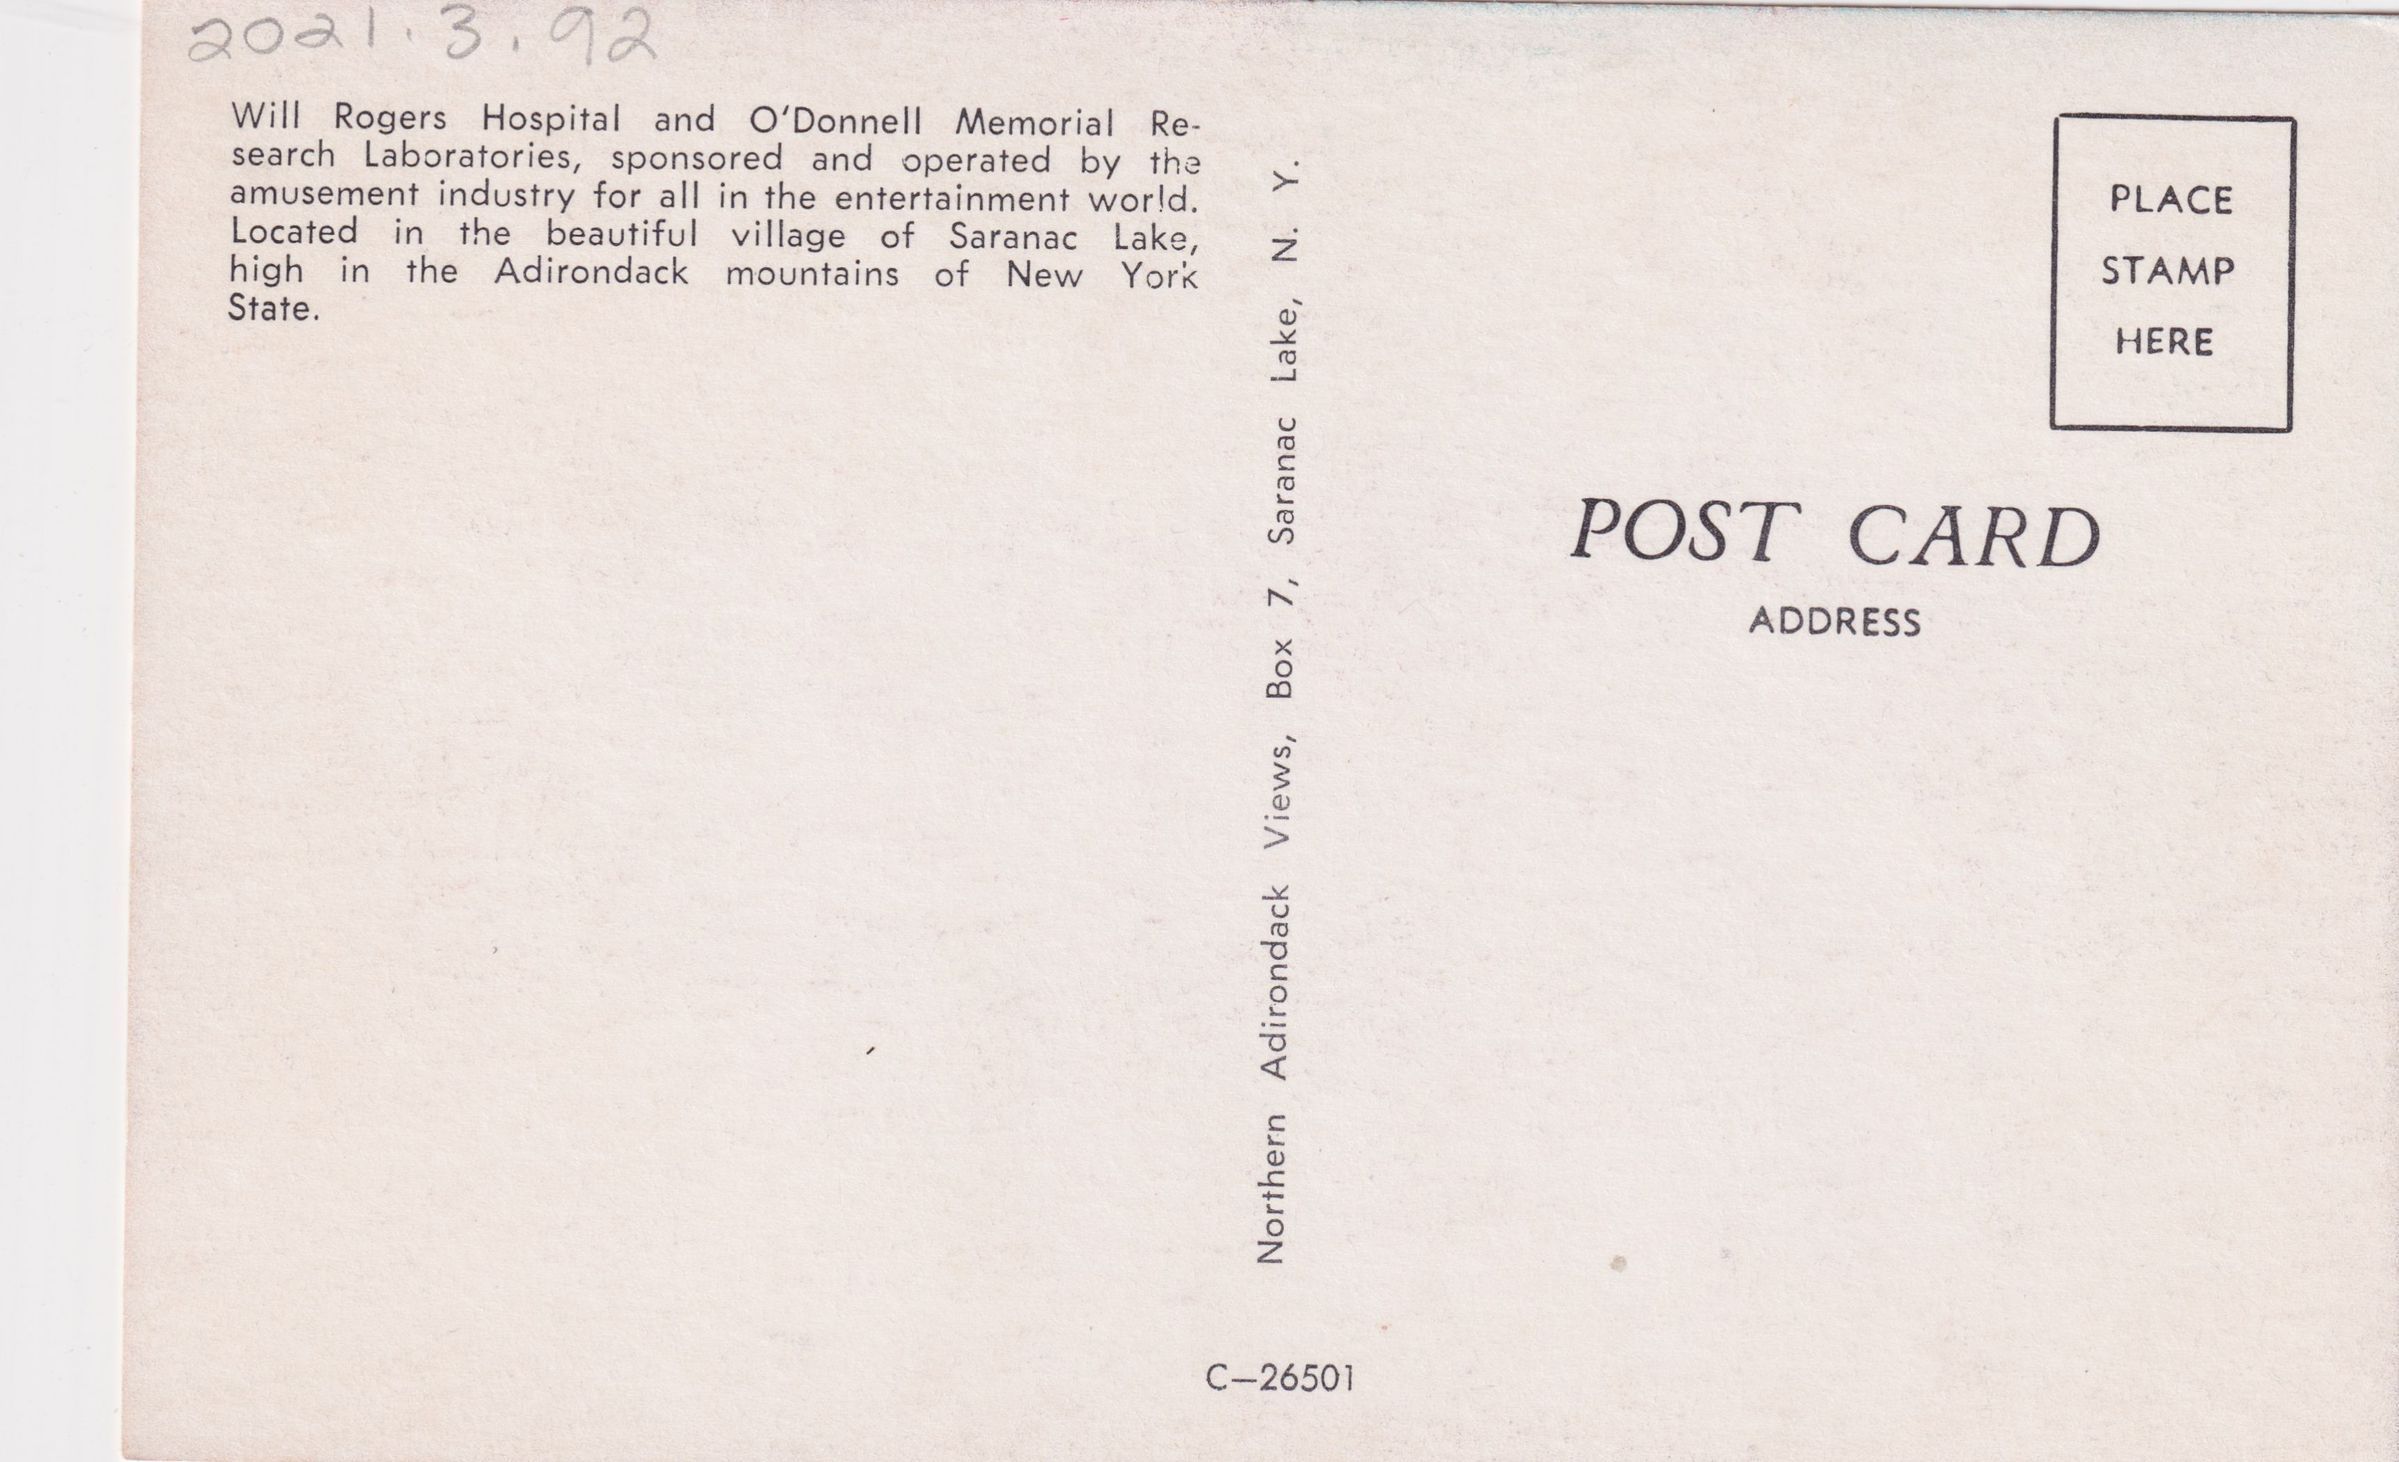 2021.3.92
Will Rogers Hospital and O'Donnell Memorial Re-
search Laboratories, sponsored and operated by the
amusement industry for all in the entertainment world.
Located in the beautiful village of Saranac Lake,
high in the Adirondack mountains of New York
State.
Northern Adirondack Views, Box 7, Saranac Lake, N. Y.
C—26501
PLACE
STAMP
HERE
POST CARD
ADDRESS